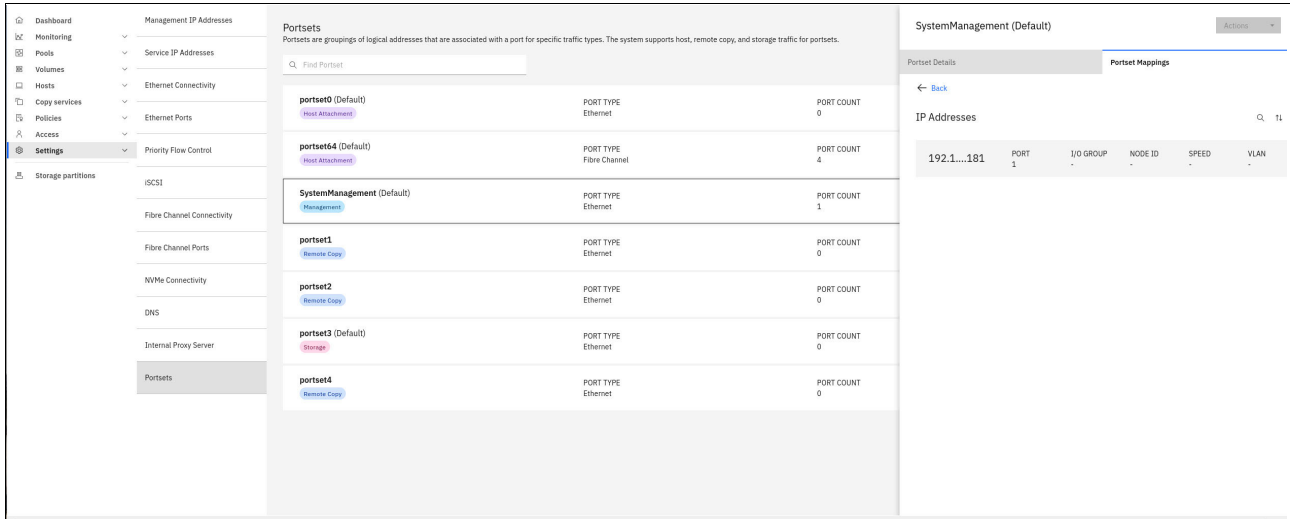 Dashboard
Monitoring
Pools
Volumes
Hosts
Copy services
Policies
Access
Settings
Storage partitions
Management IP Addresses
Service IP Addresses
Ethernet Connectivity
Ethernet Ports
Priority Flow Control
iSCSI
Fibre Channel Connectivity
Fibre Channel Ports
NVMe Connectivity
DNS
Internal Proxy Server
Portsets
Portsets
Portsets are groupings of logical addresses that are associated with a port for specific traffic types. The system supports host, remote copy, and storage traffic for portsets.
Find Portset
portset0 (Default)
Host Attachment
PORT TYPE
Ethernet
PORT COUNT
0
portset64 (Default)
Host Attachment
PORT TYPE
Fibre Channel
PORT COUNT
4
SystemManagement (Default)
Management
PORT TYPE
Ethernet
PORT COUNT
1
portset1
Remote Copy
PORT TYPE
Ethernet
PORT COUNT
0
portset2
Remote Copy
PORT TYPE
Ethernet
PORT COUNT
0
portset3 (Default)
Storage
PORT TYPE
Ethernet
PORT COUNT
0
portset4
Remote Copy
PORT TYPE
Ethernet
PORT COUNT
0
SystemManagement (Default)
Actions
Portset Details
Portset Mappings
Back
IP Addresses
192.1....181
PORT
1
I/O GROUP
-
NODE ID
-
SPEED
-
VLAN
-